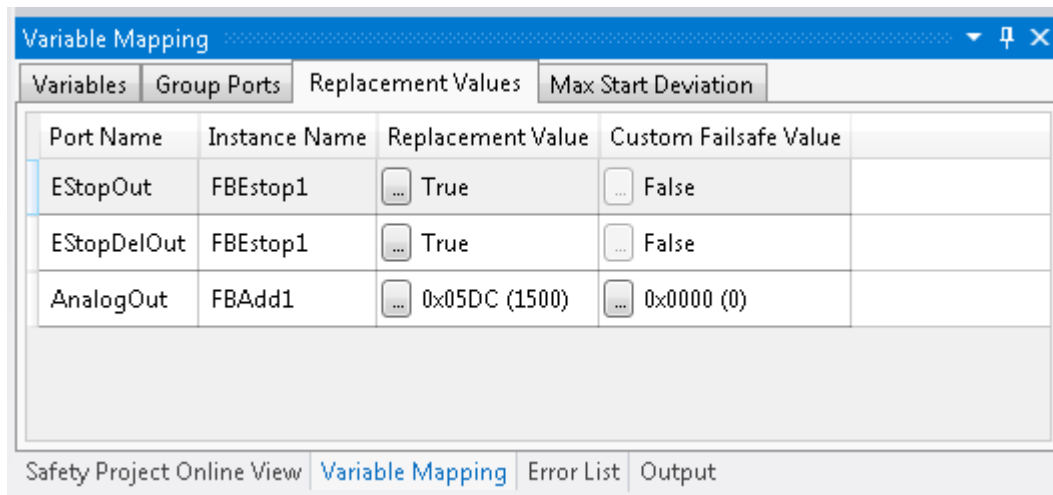 Variable Mapping
Variables Group Ports Replacement Values Max Start Deviation
Port Name Instance Name Replacement Value Custom Failsafe Value
EStopOut FBEstop1 ... True ... False
EStopDelOut FBEstop1 ... True ... False
AnalogOut FBAdd1 ... 0x05DC (1500) ... 0x0000 (0)
Safety Project Online View Variable Mapping Error List Output